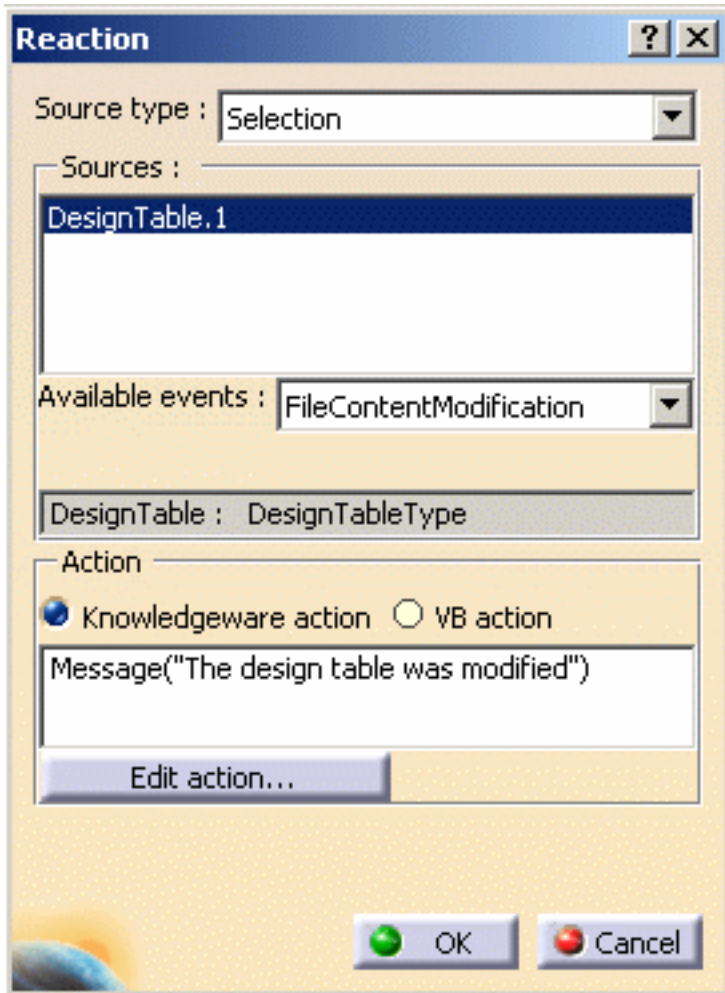 Reaction
Source type : Selection
Sources :
DesignTable.1
Available events : FileContentModification
DesignTable : DesignTableType
Action
Knowledgeware action VB action
Message("The design table was modified")
Edit action...
OK Cancel